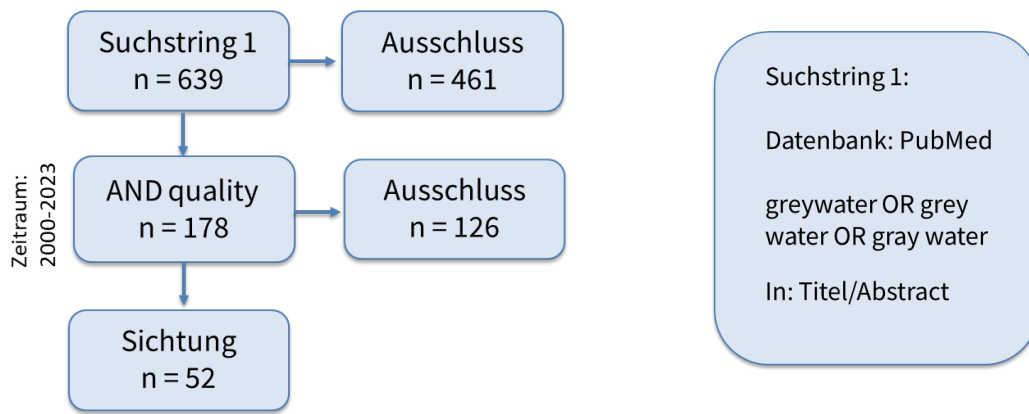 Suchstring 1
n = 639
Ausschluss
n = 461
Zeitraum:
2000-2023
AND quality
n = 178
Ausschluss
n = 126
Sichtung
n = 52
Suchstring 1:
Datenbank: PubMed
greywater OR grey
water OR gray water
In: Titel/Abstract